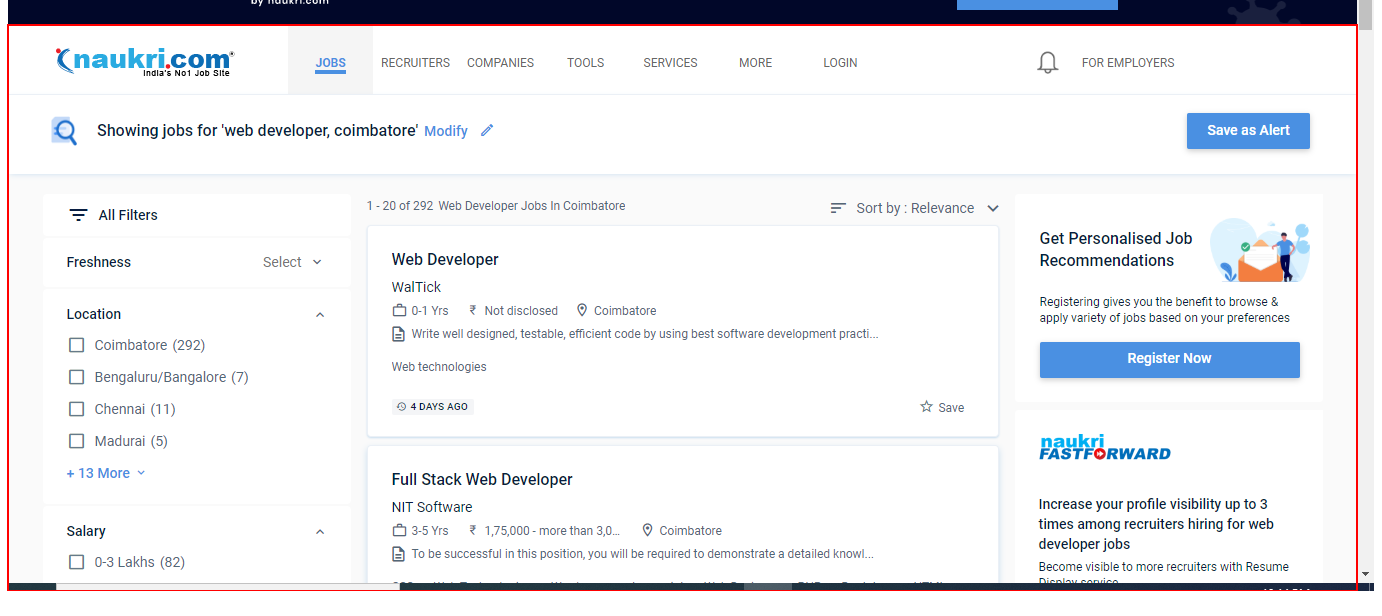 by naukri.com
naukri.com
India's No1 Job Site
JOBS RECRUITERS COMPANIES TOOLS SERVICES MORE LOGIN FOR EMPLOYERS
Showing jobs for 'web developer, coimbatore' Modify
Save as Alert
All Filters
Freshness Select
Location
Coimbatore (292)
Bengaluru/Bangalore (7)
Chennai (11)
Madurai (5)
+ 13 More
Salary
0-3 Lakhs (82)
1 - 20 of 292 Web Developer Jobs In Coimbatore
Sort by : Relevance
Web Developer
WalTick
0-1 Yrs ₹ Not disclosed Coimbatore
Write well designed, testable, efficient code by using best software development practi...
Web technologies
4 DAYS AGO
Save
Full Stack Web Developer
NIT Software
3-5 Yrs ₹ 1,75,000 - more than 3,0... Coimbatore
To be successful in this position, you will be required to demonstrate a detailed knowl...
Get Personalised Job
Recommendations
Registering gives you the benefit to browse &
apply variety of jobs based on your preferences
Register Now
naukri
FASTFORWARD
Increase your profile visibility up to 3
times among recruiters hiring for web
developer jobs
Become visible to more recruiters with Resume
Display service